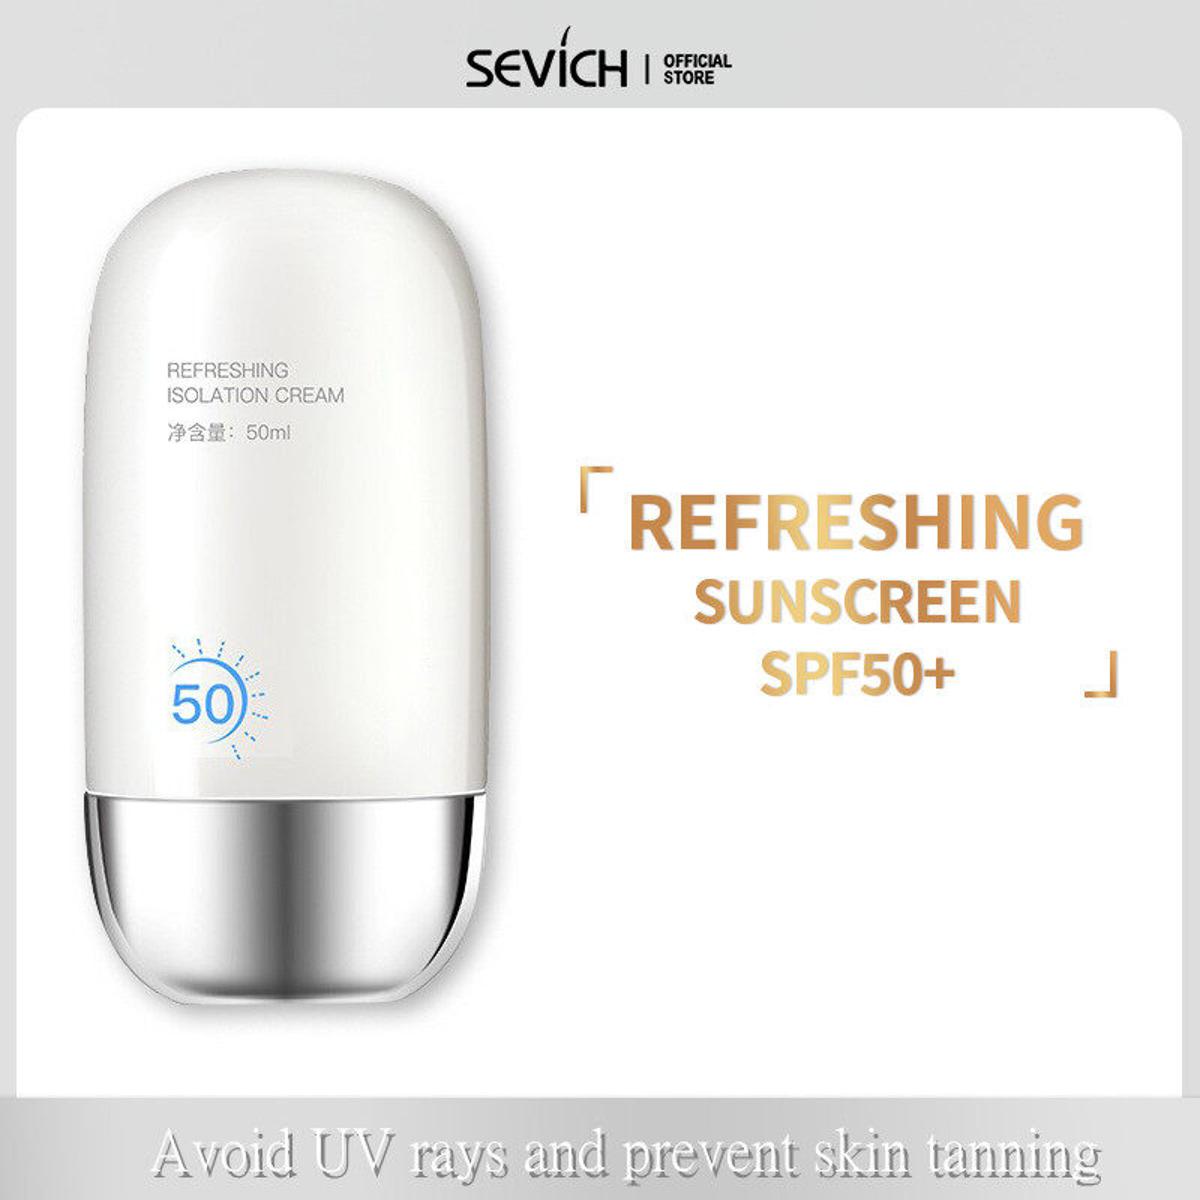 SEVICH | OFFICIAL STORE
REFRESHING
ISOLATION CREAM
净含量：50ml
50
「REFRESHING
SUNSCREEN
SPF50+」
Avoid UV rays and prevent skin tanning